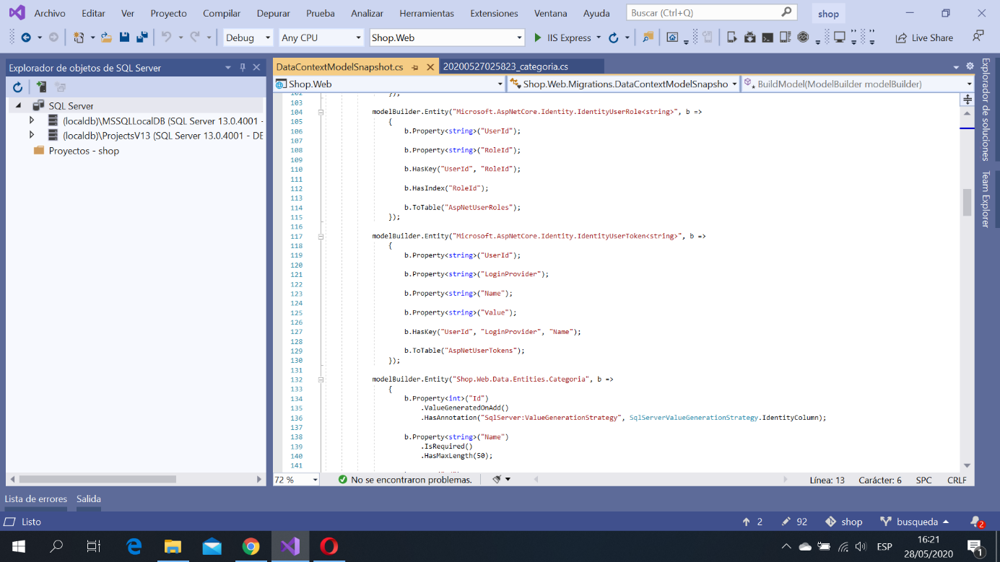 Archivo Editar Ver Proyecto Compilar Depurar Prueba Analizar Herramientas Extensiones Ventana Ayuda Buscar (Ctrl+Q) shop
Debug Any CPU Shop.Web IIS Express Live Share
Explorador de objetos de SQL Server
SQL Server
(localdb)\MSSQLLocalDB (SQL Server 13.0.4001 -
(localdb)\ProjectsV13 (SQL Server 13.0.4001 - DE
Proyectos - shop
DataContextModelSnapshot.cs 20200527025823_categoria.cs
Shop.Web Shop.Web.Migrations.DataContextModelSnapsho BuildModel(ModelBuilder modelBuilder)
102 });
103
104 modelBuilder.Entity("Microsoft.AspNetCore.Identity.IdentityUserRole<string>", b =>
105 {
106 b.Property<string>("UserId");
107
108 b.Property<string>("RoleId");
109
110 b.HasKey("UserId", "RoleId");
111
112 b.HasIndex("RoleId");
113
114 b.ToTable("AspNetUserRoles");
115 });
116
117 modelBuilder.Entity("Microsoft.AspNetCore.Identity.IdentityUserToken<string>", b =>
118 {
119 b.Property<string>("UserId");
120
121 b.Property<string>("LoginProvider");
122
123 b.Property<string>("Name");
124
125 b.Property<string>("Value");
126
127 b.HasKey("UserId", "LoginProvider", "Name");
128
129 b.ToTable("AspNetUserTokens");
130 });
131
132 modelBuilder.Entity("Shop.Web.Data.Entities.Categoria", b =>
133 {
134 b.Property<int>("Id")
135 .ValueGeneratedOnAdd()
136 .HasAnnotation("SqlServer:ValueGenerationStrategy", SqlServerValueGenerationStrategy.IdentityColumn);
137
138 b.Property<string>("Name")
139 .IsRequired()
140 .HasMaxLength(50);
141
72 % No se encontraron problemas. Línea: 13 Carácter: 6 SPC CRLF
Explorador de soluciones
Team Explorer
Lista de errores Salida
Listo 2 92 shop busqueda 2
ESP 16:21
28/05/2020 1